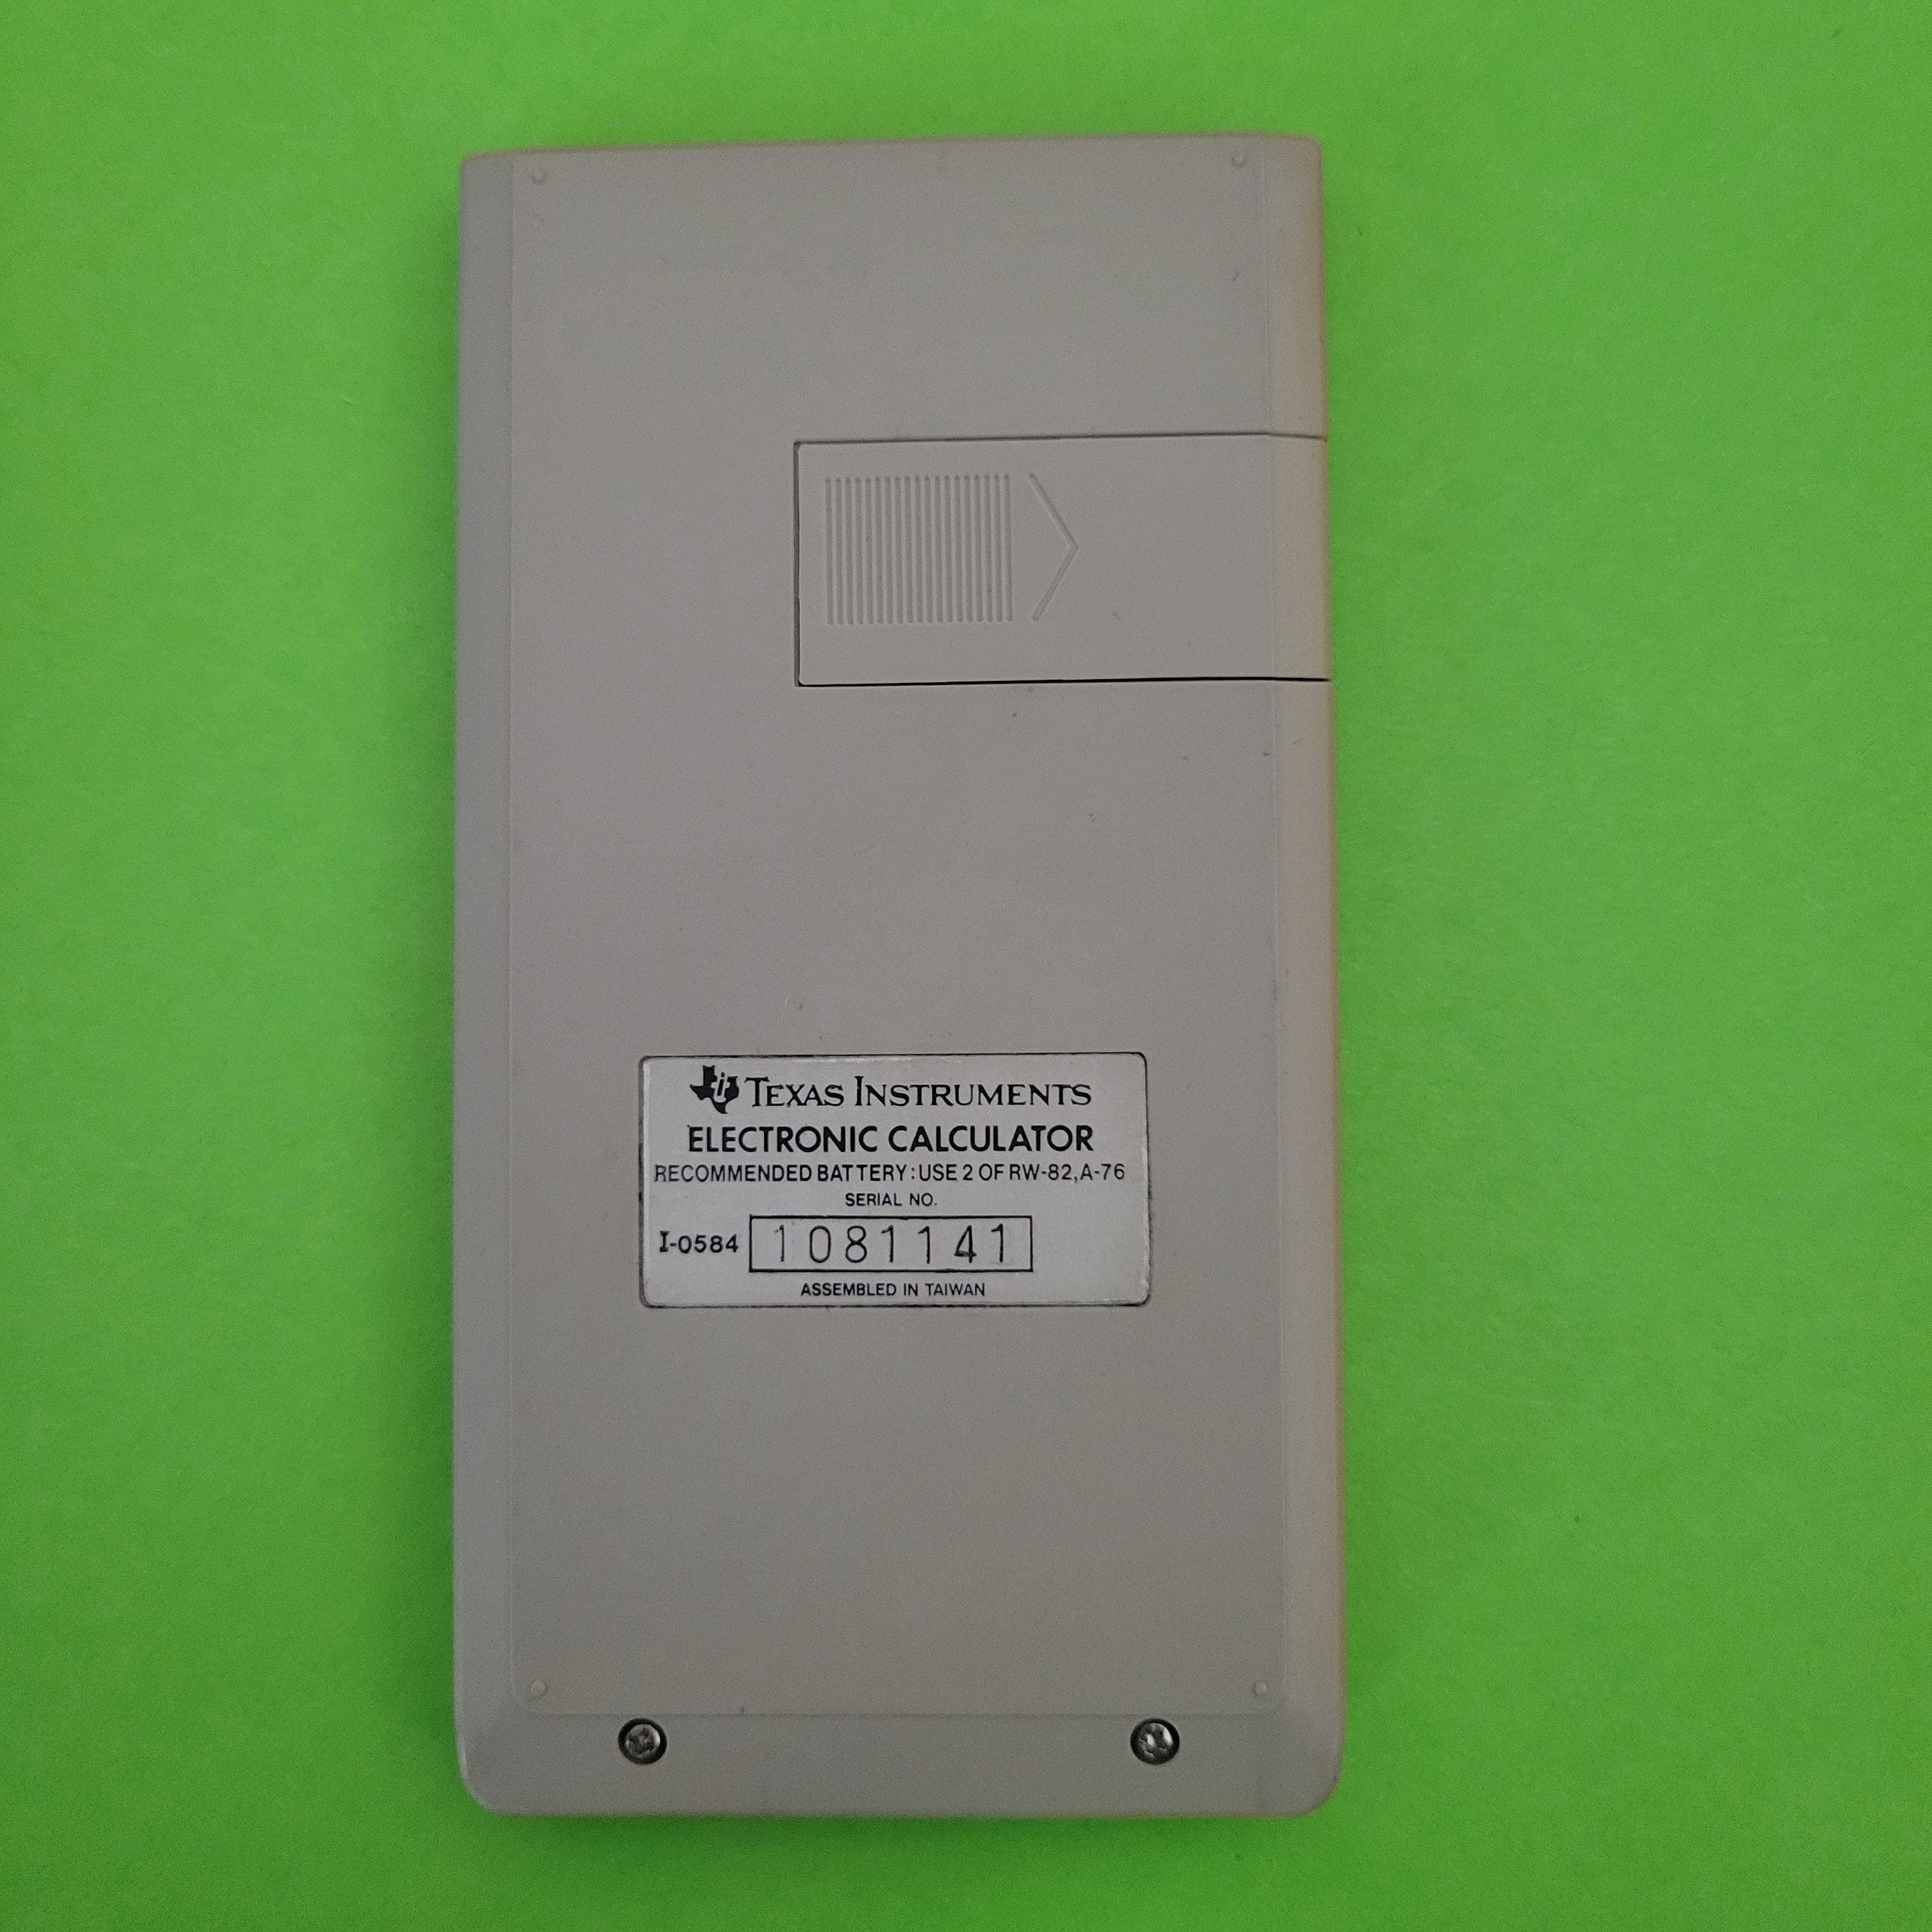 TEXAS INSTRUMENTS
ELECTRONIC CALCULATOR
RECOMMENDED BATTERY: USE 2 OF RW-82, A-76
SERIAL NO.
I-0584 1081141
ASSEMBLED IN TAIWAN